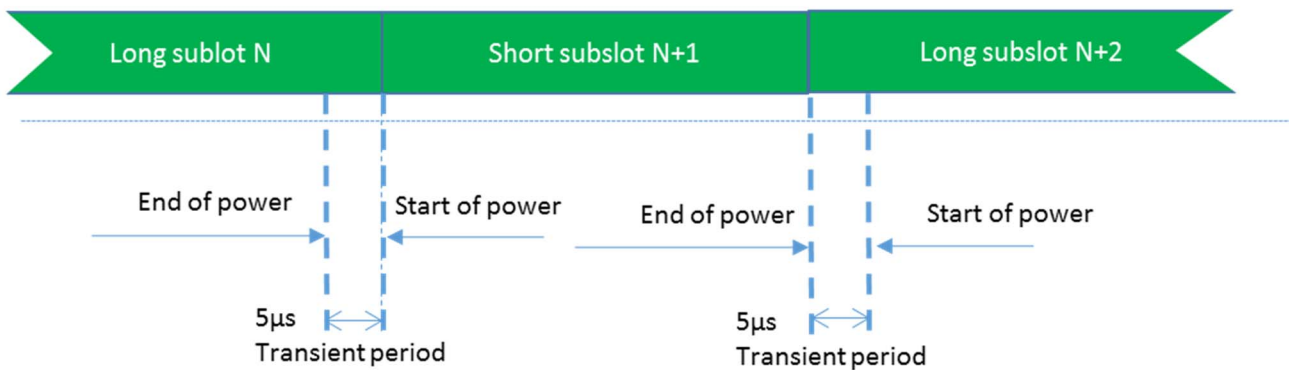 Long sublot N
Short subslot N+1
Long subslot N+2
End of power
Start of power
End of power
Start of power
5µs
Transient period
5µs
Transient period